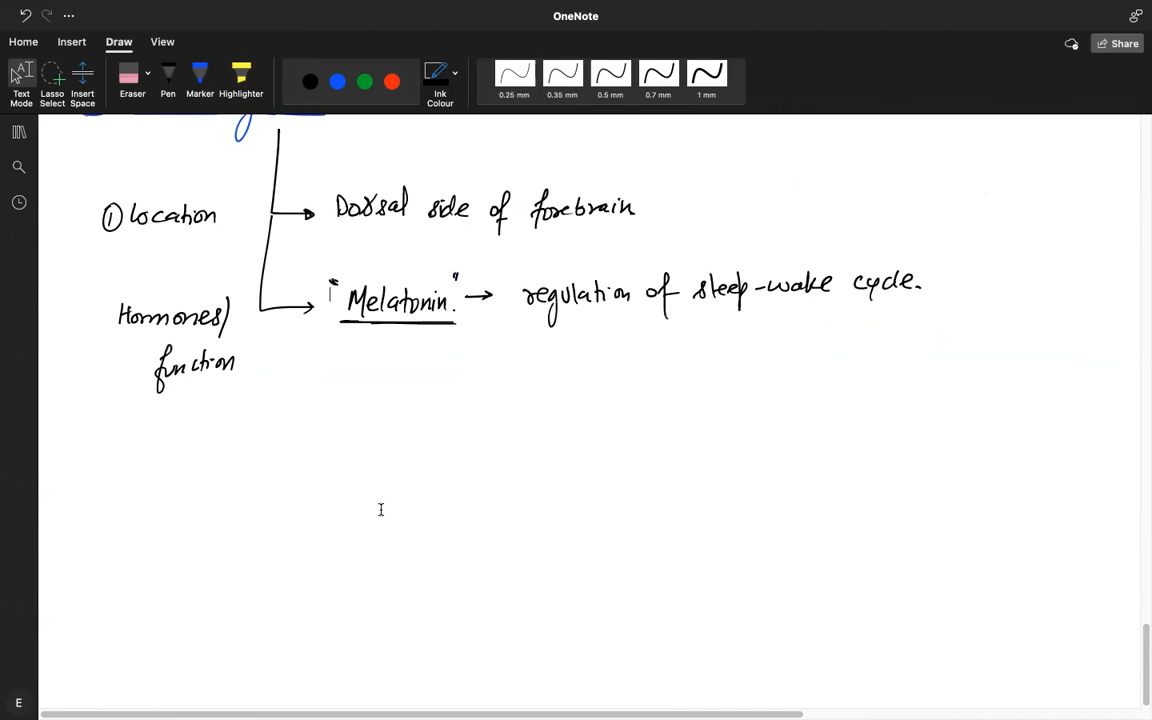 OneNote
Home Insert Draw View
Share
Text Mode
Lasso Select
Insert Space
Eraser
Pen
Marker
Highlighter
Ink Colour
0.25 mm 0.35 mm 0.5 mm 0.7 mm 1 mm
① Location → Dorsal side of forebrain
Hormones/ → "Melatonin." → regulation of sleep-wake cycle.
function
E